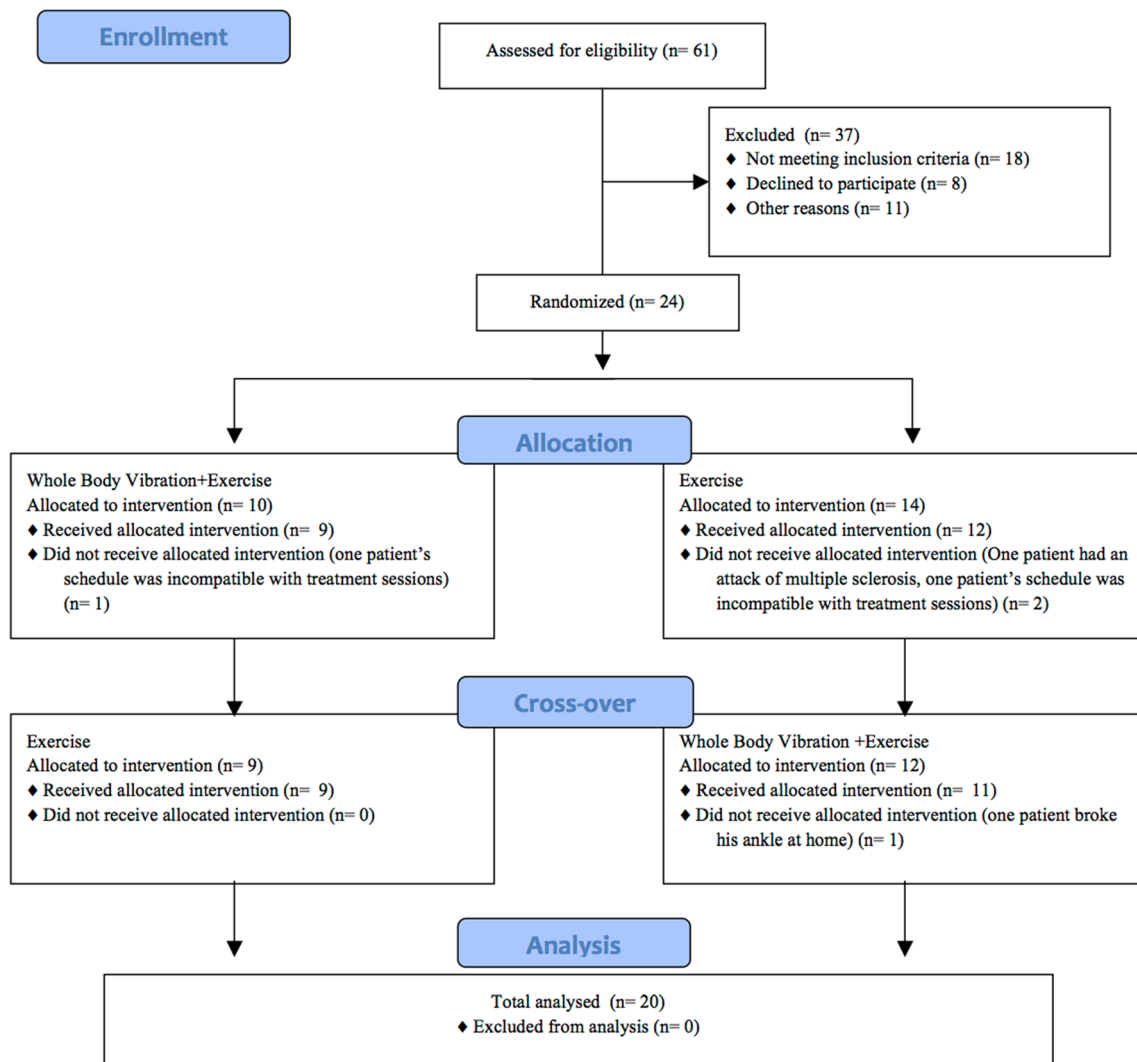 Enrollment
Assessed for eligibility (n= 61)
Excluded (n= 37)
♦ Not meeting inclusion criteria (n= 18)
♦ Declined to participate (n= 8)
♦ Other reasons (n= 11)
Randomized (n= 24)
Allocation
Whole Body Vibration+Exercise
Allocated to intervention (n= 10)
♦ Received allocated intervention (n= 9)
♦ Did not receive allocated intervention (one patient’s
schedule was incompatible with treatment sessions)
(n= 1)
Exercise
Allocated to intervention (n= 14)
♦ Received allocated intervention (n= 12)
♦ Did not receive allocated intervention (One patient had an
attack of multiple sclerosis, one patient’s schedule was
incompatible with treatment sessions) (n= 2)
Cross-over
Exercise
Allocated to intervention (n= 9)
♦ Received allocated intervention (n= 9)
♦ Did not receive allocated intervention (n= 0)
Whole Body Vibration +Exercise
Allocated to intervention (n= 12)
♦ Received allocated intervention (n= 11)
♦ Did not receive allocated intervention (one patient broke
his ankle at home) (n= 1)
Analysis
Total analysed (n= 20)
♦ Excluded from analysis (n= 0)